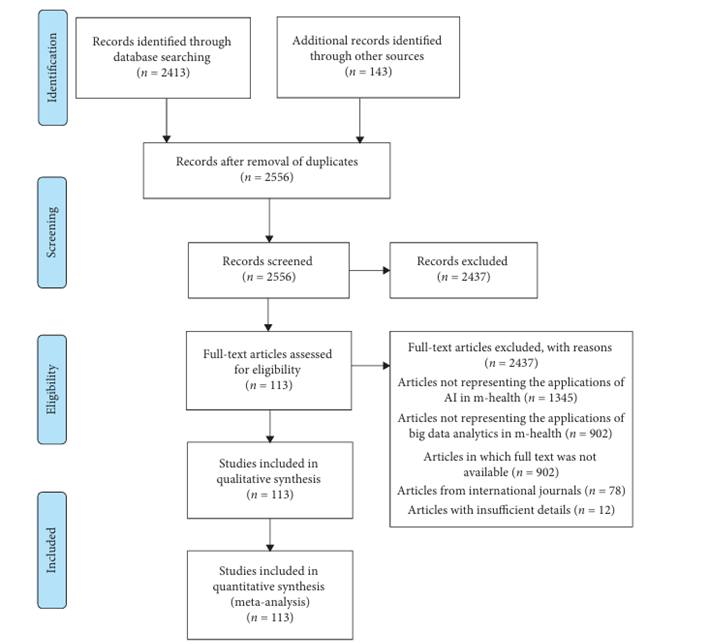 Identification
Records identified through
database searching
(n = 2413)
Additional records identified
through other sources
(n = 143)
Records after removal of duplicates
(n = 2556)
Screening
Records screened
(n = 2556)
Records excluded
(n = 2437)
Eligibility
Full-text articles assessed
for eligibility
(n = 113)
Full-text articles excluded, with reasons
(n = 2437)
Articles not representing the applications of
AI in m-health (n = 1345)
Articles not representing the applications of
big data analytics in m-health (n = 902)
Articles in which full text was not
available (n = 902)
Articles from international journals (n = 78)
Articles with insufficient details (n = 12)
Studies included in
qualitative synthesis
(n = 113)
Included
Studies included in
quantitative synthesis
(meta-analysis)
(n = 113)